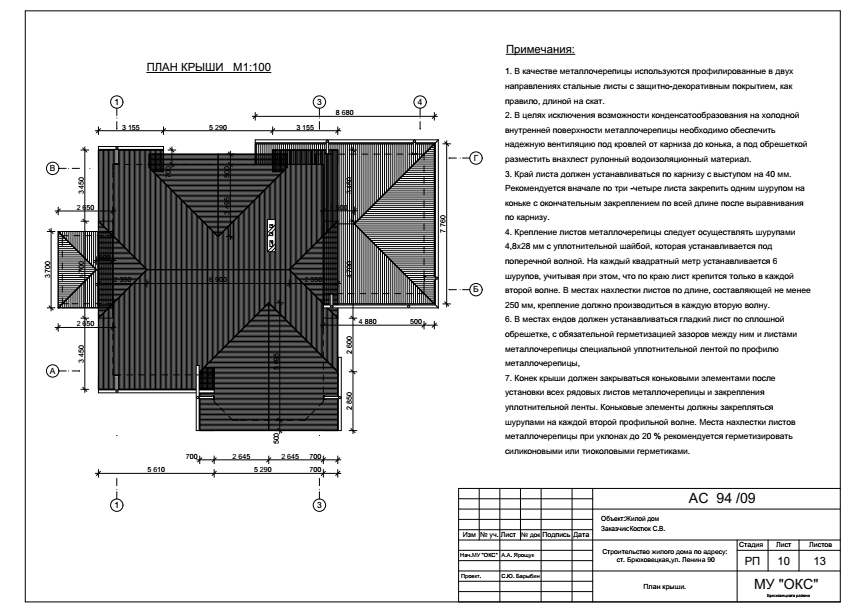 ПЛАН КРЫШИ М1:100
1
3
4
8 680
3 155
5 290
3 155
В
Г
3 450
2 650
3 700
7 760
6 900
Б
2 650
4 880
500
3 450
2 600
А
2 850
500
700
2 645
2 645
700
5 610
5 290
700
1
3
Примечания:
1. В качестве металлочерепицы используются профилированные в двух
направлениях стальные листы с защитно-декоративным покрытием, как
правило, длиной на скат.
2. В целях исключения возможности конденсатообразования на холодной
внутренней поверхности металлочерепицы необходимо обеспечить
надежную вентиляцию под кровлей от карниза до конька, а под обрешеткой
разместить внахлест рулонный водоизоляционный материал.
3. Край листа должен устанавливаться по карнизу с выступом на 40 мм.
Рекомендуется вначале по три -четыре листа закрепить одним шурупом на
коньке с окончательным закреплением по всей длине после выравнивания
по карнизу.
4. Крепление листов металлочерепицы следует осуществлять шурупами
4,8х28 мм с уплотнительной шайбой, которая устанавливается под
поперечной волной. На каждый квадратный метр устанавливается 6
шурупов, учитывая при этом, что по краю лист крепится только в каждой
второй волне. В местах нахлестки листов по длине, составляющей не менее
250 мм, крепление должно производиться в каждую вторую волну.
6. В местах ендов должен устанавливаться гладкий лист по сплошной
обрешетке, с обязательной герметизацией зазоров между ним и листами
металлочерепицы специальной уплотнительной лентой по профилю
металлочерепицы,
7. Конек крыши должен закрываться коньковыми элементами после
установки всех рядовых листов металлочерепицы и закрепления
уплотнительной ленты. Коньковые элементы должны закрепляться
шурупами на каждой второй профильной волне. Места нахлестки листов
металлочерепицы при уклонах до 20 % рекомендуется герметизировать
силиконовыми или тиоколовыми герметиками.
АС 94 /09
Объект:Жилой дом
Заказчик:Костюк С.В.
Изм № уч. Лист № док Подпись Дата
Нач.МУ "ОКС" А.А. Ярощук
Строительство жилого дома по адресу:
ст. Брюховецкая,ул. Ленина 90
Стадия Лист Листов
РП 10 13
Проект. С.Ю. Барыбин
План крыши.
МУ "ОКС"
Брюховецкого района